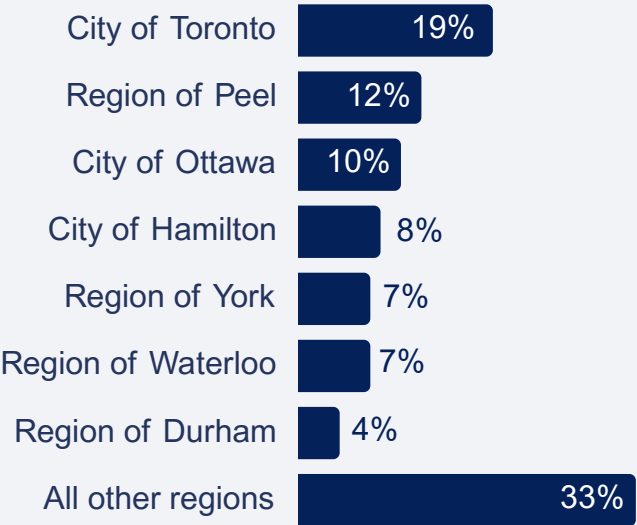 City of Toronto 19%
Region of Peel 12%
City of Ottawa 10%
City of Hamilton 8%
Region of York 7%
Region of Waterloo 7%
Region of Durham 4%
All other regions 33%